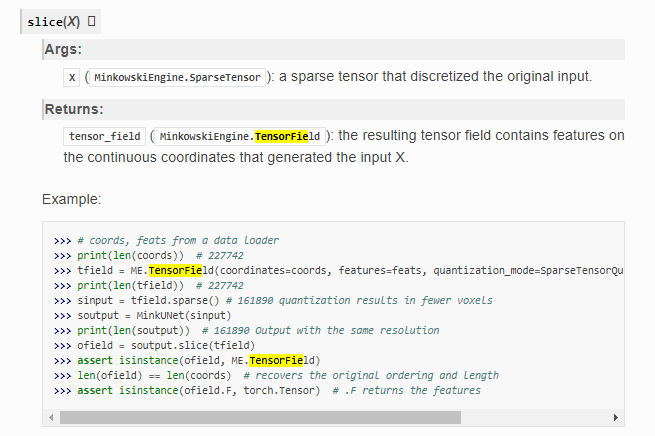 slice(X)
Args:
X (MinkowskiEngine.SparseTensor): a sparse tensor that discretized the original input.
Returns:
tensor_field (MinkowskiEngine.TensorField): the resulting tensor field contains features on
the continuous coordinates that generated the input X.
Example:
>>> # coords, feats from a data loader
>>> print(len(coords))  # 227742
>>> tfield = ME.TensorField(coordinates=coords, features=feats, quantization_mode=SparseTensorQu
>>> print(len(tfield))  # 227742
>>> sinput = tfield.sparse() # 161890 quantization results in fewer voxels
>>> soutput = MinkUNet(sinput)
>>> print(len(soutput))  # 161890 Output with the same resolution
>>> ofield = soutput.slice(tfield)
>>> assert isinstance(ofield, ME.TensorField)
>>> len(ofield) == len(coords)  # recovers the original ordering and length
>>> assert isinstance(ofield.F, torch.Tensor)  # .F returns the features